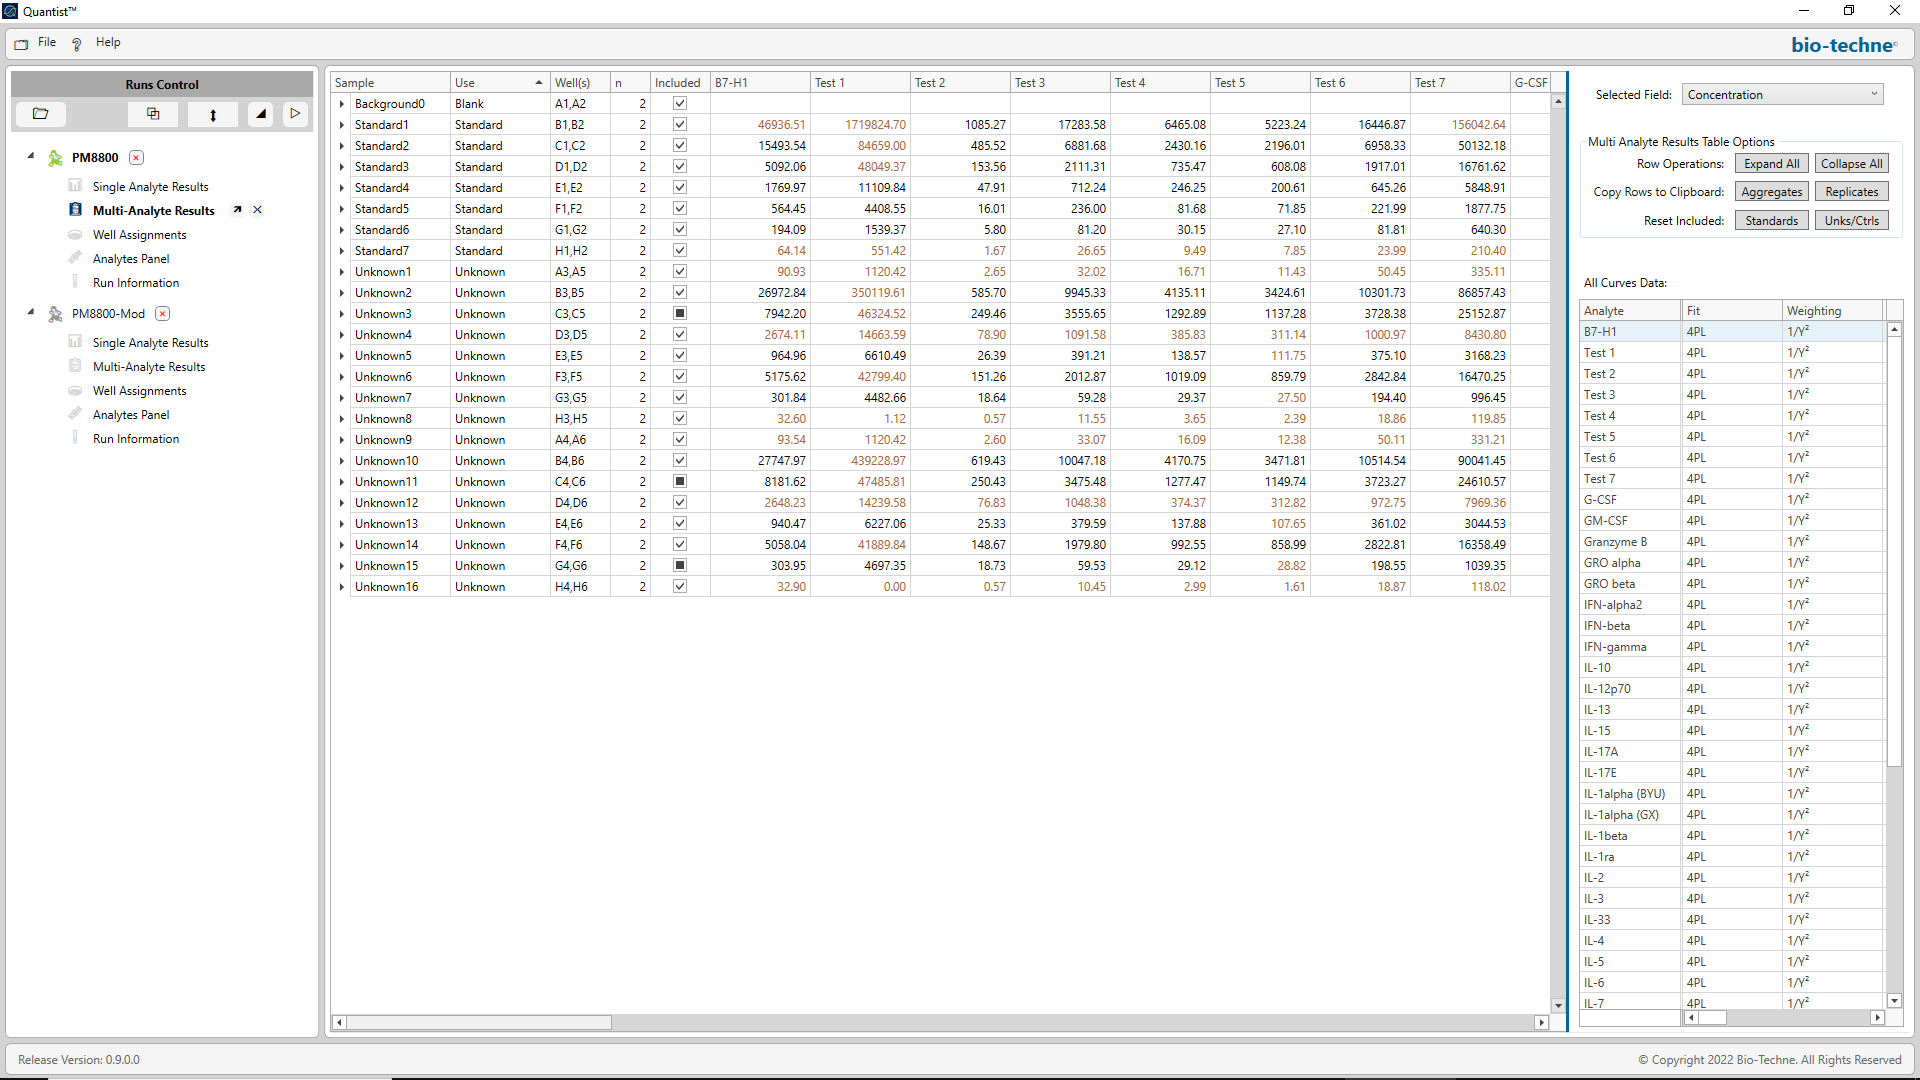 Quantist™
File Help
bio-techne
Runs Control
PM8800
Single Analyte Results
Multi-Analyte Results
Well Assignments
Analytes Panel
Run Information
PM8800-Mod
Single Analyte Results
Multi-Analyte Results
Well Assignments
Analytes Panel
Run Information
Sample Use Well(s) n Included B7-H1 Test 1 Test 2 Test 3 Test 4 Test 5 Test 6 Test 7 G-CSF
Background0 Blank A1,A2 2
Standard1 Standard B1,B2 2 46936.51 1719824.70 1085.27 17283.58 6465.08 5223.24 16446.87 156042.64
Standard2 Standard C1,C2 2 15493.54 84659.00 485.52 6881.68 2430.16 2196.01 6958.33 50132.18
Standard3 Standard D1,D2 2 5092.06 48049.37 153.56 2111.31 735.47 608.08 1917.01 16761.62
Standard4 Standard E1,E2 2 1769.97 11109.84 47.91 712.24 246.25 200.61 645.26 5848.91
Standard5 Standard F1,F2 2 564.45 4408.55 16.01 236.00 81.68 71.85 221.99 1877.75
Standard6 Standard G1,G2 2 194.09 1539.37 5.80 81.20 30.15 27.10 81.81 640.30
Standard7 Standard H1,H2 2 64.14 551.42 1.67 26.65 9.49 7.85 23.99 210.40
Unknown1 Unknown A3,A5 2 90.93 1120.42 2.65 32.02 16.71 11.43 50.45 335.11
Unknown2 Unknown B3,B5 2 26972.84 350119.61 585.70 9945.33 4135.11 3424.61 10301.73 86857.43
Unknown3 Unknown C3,C5 2 7942.20 46324.52 249.46 3555.65 1292.89 1137.28 3728.38 25152.87
Unknown4 Unknown D3,D5 2 2674.11 14663.59 78.90 1091.58 385.83 311.14 1000.97 8430.80
Unknown5 Unknown E3,E5 2 964.96 6610.49 26.39 391.21 138.57 111.75 375.10 3168.23
Unknown6 Unknown F3,F5 2 5175.62 42799.40 151.26 2012.87 1019.09 859.79 2842.84 16470.25
Unknown7 Unknown G3,G5 2 301.84 4482.66 18.64 59.28 29.37 27.50 194.40 996.45
Unknown8 Unknown H3,H5 2 32.60 1.12 0.57 11.55 3.65 2.39 18.86 119.85
Unknown9 Unknown A4,A6 2 93.54 1120.42 2.60 33.07 16.09 12.38 50.11 331.21
Unknown10 Unknown B4,B6 2 27747.97 439228.97 619.43 10047.18 4170.75 3471.81 10514.54 90041.45
Unknown11 Unknown C4,C6 2 8181.62 47485.81 250.43 3475.48 1277.47 1149.74 3723.27 24610.57
Unknown12 Unknown D4,D6 2 2648.23 14239.58 76.83 1048.38 374.37 312.82 972.75 7969.36
Unknown13 Unknown E4,E6 2 940.47 6227.06 25.33 379.59 137.88 107.65 361.02 3044.53
Unknown14 Unknown F4,F6 2 5058.04 41889.84 148.67 1979.80 992.55 858.99 2822.81 16358.49
Unknown15 Unknown G4,G6 2 303.95 4697.35 18.73 59.53 29.12 28.82 198.55 1039.35
Unknown16 Unknown H4,H6 2 32.90 0.00 0.57 10.45 2.99 1.61 18.87 118.02
Selected Field: Concentration
Multi Analyte Results Table Options
Row Operations: Expand All Collapse All
Copy Rows to Clipboard: Aggregates Replicates
Reset Included: Standards Unks/Ctrls
All Curves Data:
Analyte Fit Weighting
B7-H1 4PL 1/Y²
Test 1 4PL 1/Y²
Test 2 4PL 1/Y²
Test 3 4PL 1/Y²
Test 4 4PL 1/Y²
Test 5 4PL 1/Y²
Test 6 4PL 1/Y²
Test 7 4PL 1/Y²
G-CSF 4PL 1/Y²
GM-CSF 4PL 1/Y²
Granzyme B 4PL 1/Y²
GRO alpha 4PL 1/Y²
GRO beta 4PL 1/Y²
IFN-alpha2 4PL 1/Y²
IFN-beta 4PL 1/Y²
IFN-gamma 4PL 1/Y²
IL-10 4PL 1/Y²
IL-12p70 4PL 1/Y²
IL-13 4PL 1/Y²
IL-15 4PL 1/Y²
IL-17A 4PL 1/Y²
IL-17E 4PL 1/Y²
IL-1alpha (BYU) 4PL 1/Y²
IL-1alpha (GX) 4PL 1/Y²
IL-1beta 4PL 1/Y²
IL-1ra 4PL 1/Y²
IL-2 4PL 1/Y²
IL-3 4PL 1/Y²
IL-33 4PL 1/Y²
IL-4 4PL 1/Y²
IL-5 4PL 1/Y²
IL-6 4PL 1/Y²
IL-7 4PL 1/Y²
Release Version: 0.9.0.0
© Copyright 2022 Bio-Techne. All Rights Reserved